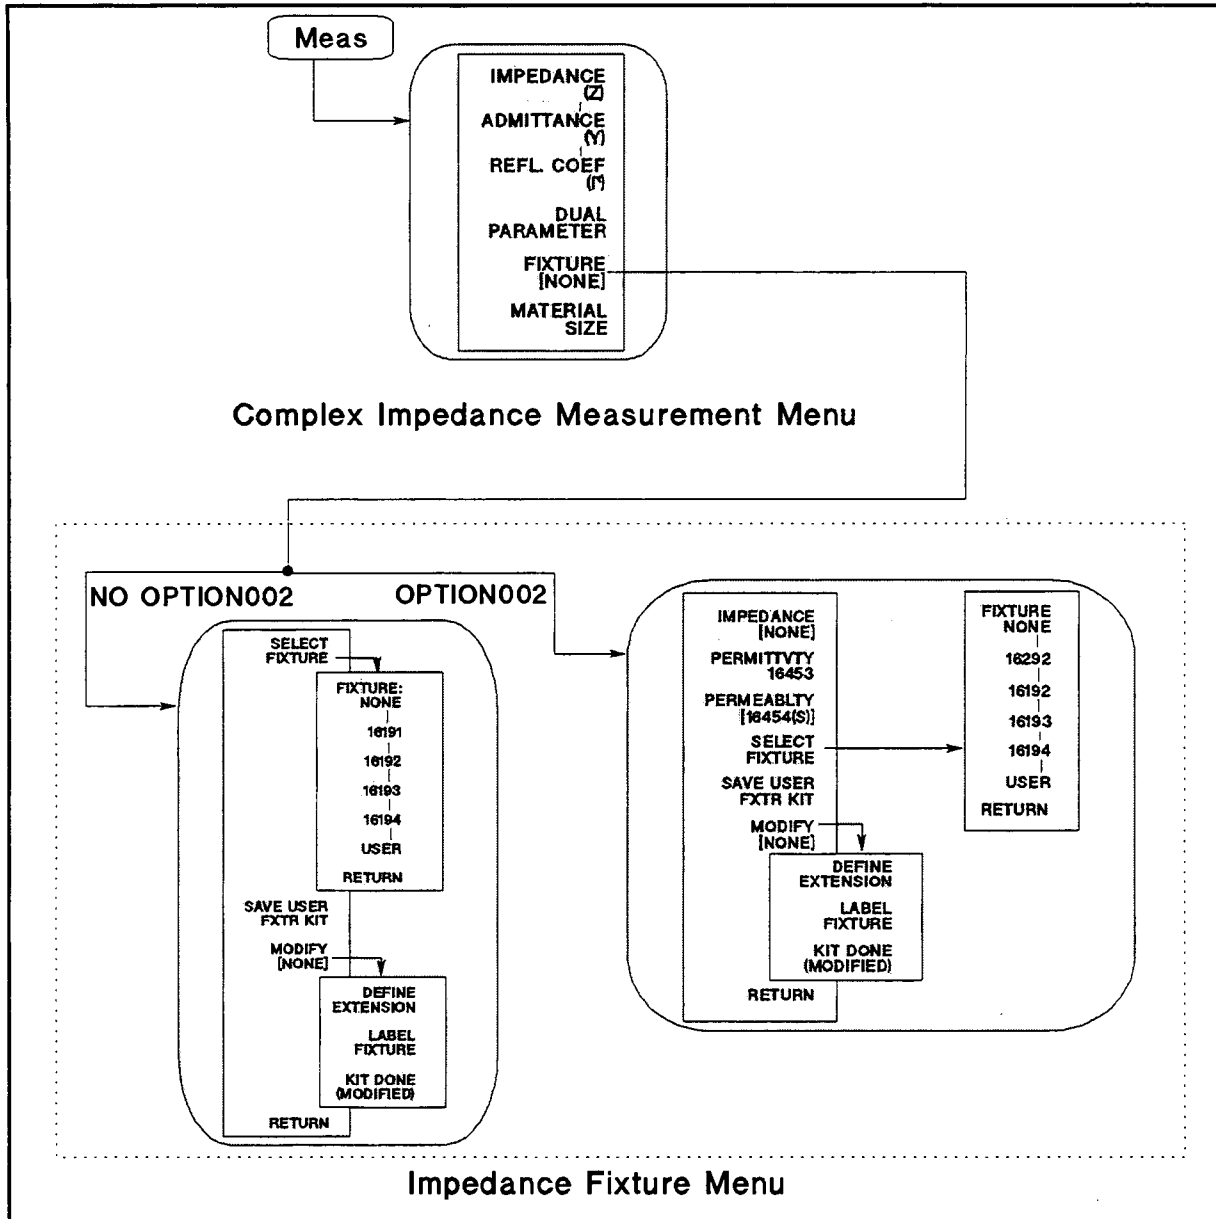 Meas
IMPEDANCE
(Z)
ADMITTANCE
(Y)
REFL. COEF
(Γ)
DUAL
PARAMETER
FIXTURE
[NONE]
MATERIAL
SIZE
Complex Impedance Measurement Menu
NO OPTION002
SELECT
FIXTURE
FIXTURE:
NONE
16191
16192
16193
16194
USER
RETURN
SAVE USER
FXTR KIT
MODIFY
[NONE]
DEFINE
EXTENSION
LABEL
FIXTURE
KIT DONE
(MODIFIED)
RETURN
OPTION002
IMPEDANCE
[NONE]
PERMITTVTY
16453
PERMEABLTY
[16454(S)]
SELECT
FIXTURE
SAVE USER
FXTR KIT
MODIFY
[NONE]
DEFINE
EXTENSION
LABEL
FIXTURE
KIT DONE
(MODIFIED)
RETURN
FIXTURE
NONE
16292
16192
16193
16194
USER
RETURN
Impedance Fixture Menu